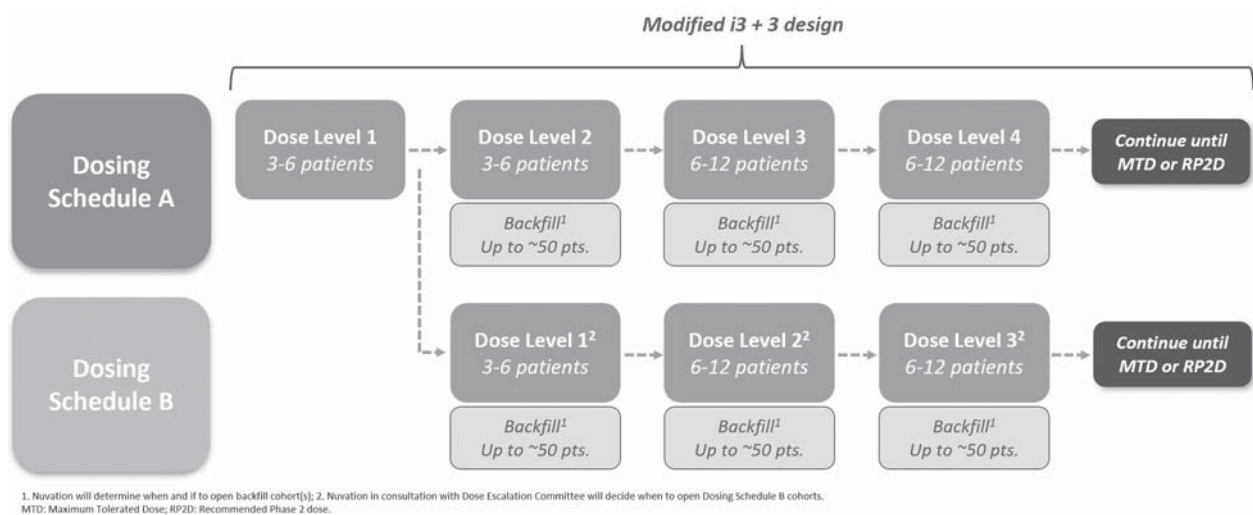 Modified i3 + 3 design
Dosing
Schedule A
Dose Level 1
3-6 patients
Dose Level 2
3-6 patients
Dose Level 3
6-12 patients
Dose Level 4
6-12 patients
Continue until
MTD or RP2D
Backfill¹
Up to ~50 pts.
Backfill¹
Up to ~50 pts.
Backfill¹
Up to ~50 pts.
Dosing
Schedule B
Dose Level 1²
3-6 patients
Dose Level 2²
6-12 patients
Dose Level 3²
6-12 patients
Continue until
MTD or RP2D
Backfill¹
Up to ~50 pts.
Backfill¹
Up to ~50 pts.
Backfill¹
Up to ~50 pts.
1. Nuvation will determine when and if to open backfill cohort(s); 2. Nuvation in consultation with Dose Escalation Committee will decide when to open Dosing Schedule B cohorts.
MTD: Maximum Tolerated Dose; RP2D: Recommended Phase 2 dose.